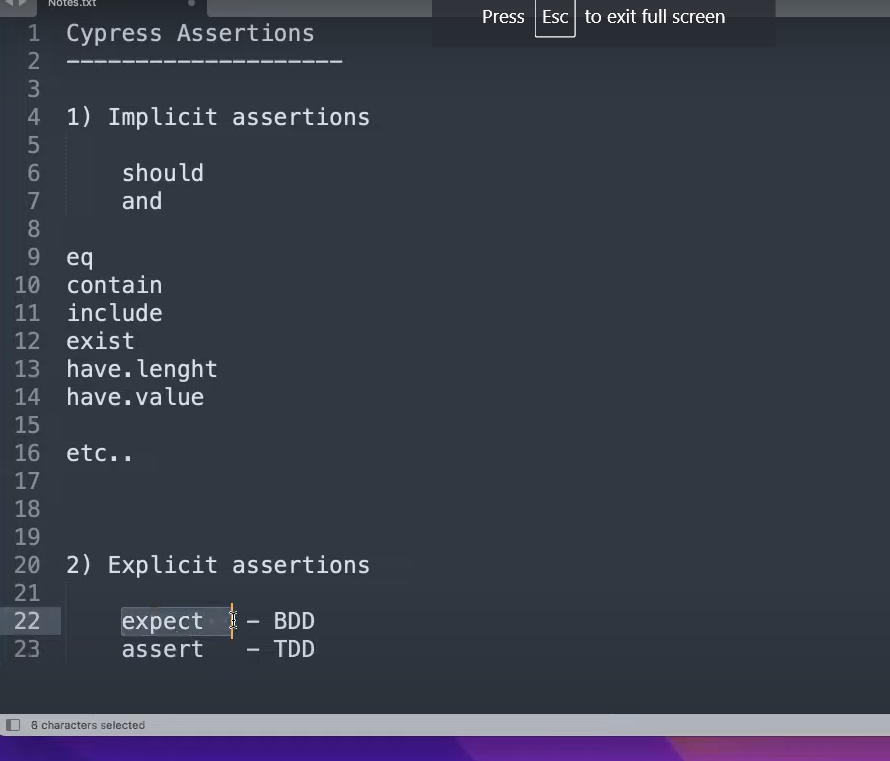 Notes.txt
Press Esc to exit full screen
1 Cypress Assertions
2 --------------------
3
4 1) Implicit assertions
5
6 should
7 and
8
9 eq
10 contain
11 include
12 exist
13 have.lenght
14 have.value
15
16 etc..
17
18
19
20 2) Explicit assertions
21
22 expect - BDD
23 assert - TDD
6 characters selected